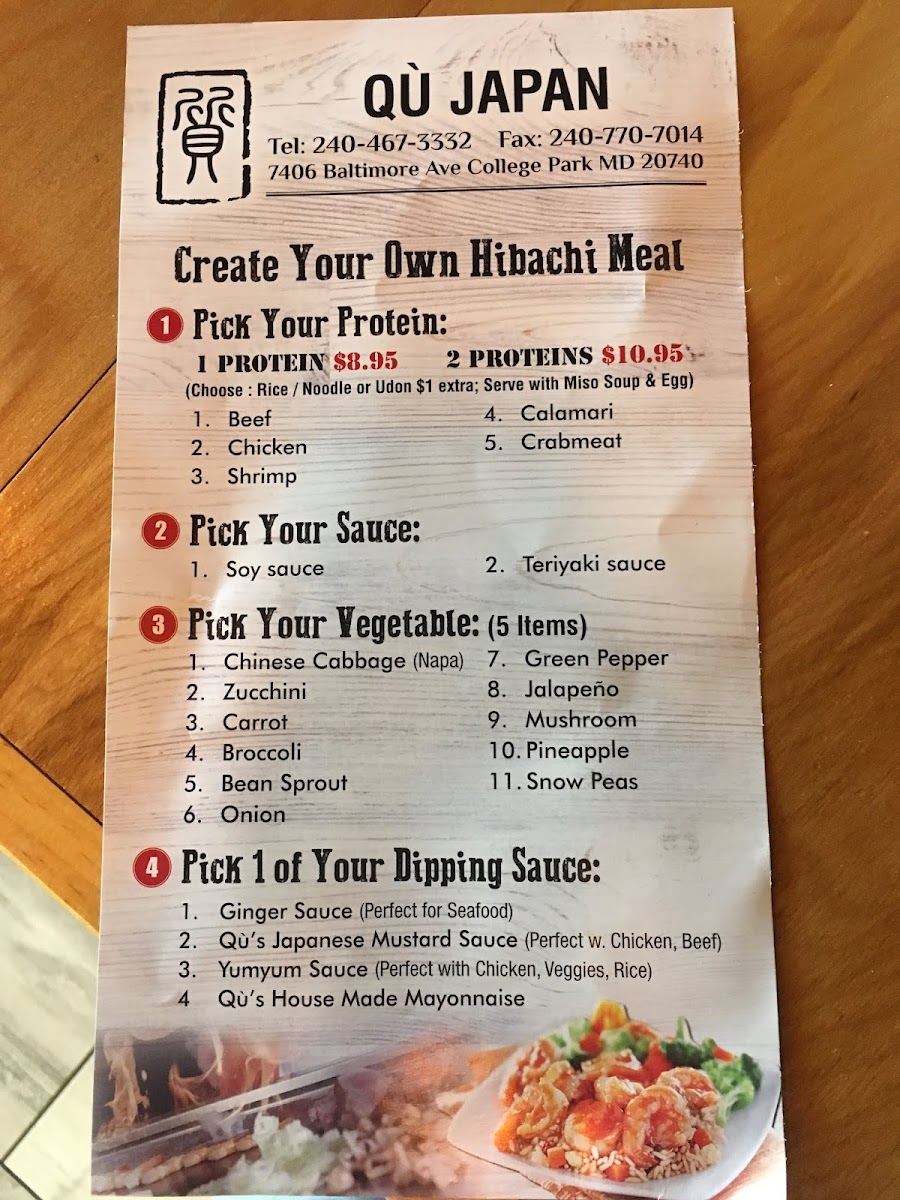 質
QÙ JAPAN
Tel: 240-467-3332 Fax: 240-770-7014
7406 Baltimore Ave College Park MD 20740
Create Your Own Hibachi Meal
1 Pick Your Protein:
1 PROTEIN $8.95 2 PROTEINS $10.95
(Choose : Rice / Noodle or Udon $1 extra; Serve with Miso Soup & Egg)
1. Beef 4. Calamari
2. Chicken 5. Crabmeat
3. Shrimp
2 Pick Your Sauce:
1. Soy sauce 2. Teriyaki sauce
3 Pick Your Vegetable: (5 Items)
1. Chinese Cabbage (Napa) 7. Green Pepper
2. Zucchini 8. Jalapeño
3. Carrot 9. Mushroom
4. Broccoli 10. Pineapple
5. Bean Sprout 11. Snow Peas
6. Onion
4 Pick 1 of Your Dipping Sauce:
1. Ginger Sauce (Perfect for Seafood)
2. Qù's Japanese Mustard Sauce (Perfect w. Chicken, Beef)
3. Yumyum Sauce (Perfect with Chicken, Veggies, Rice)
4 Qù's House Made Mayonnaise